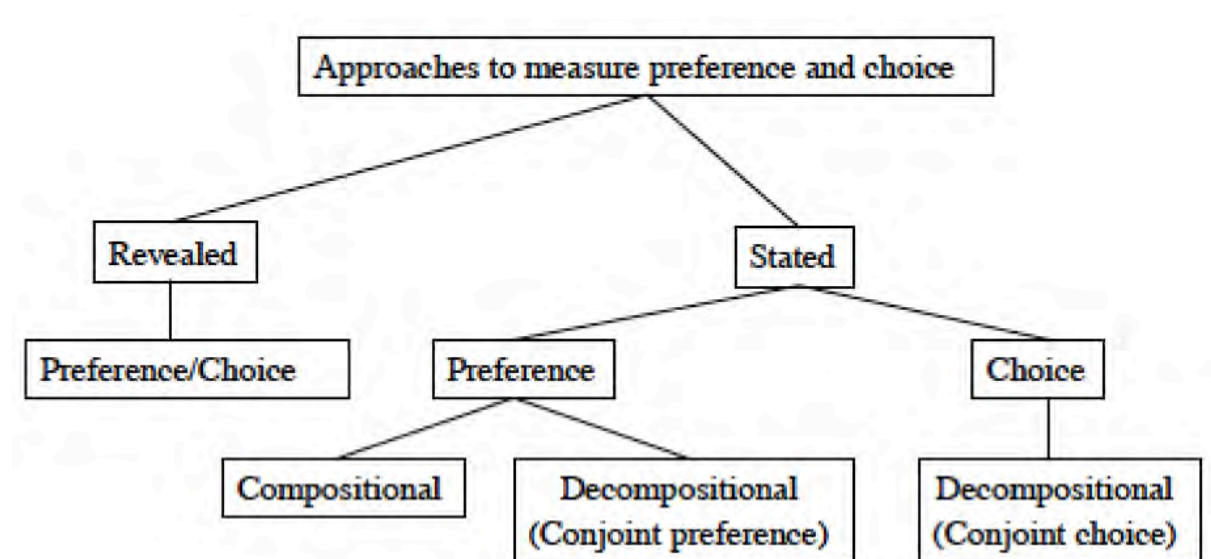 Approaches to measure preference and choice
Revealed
Stated
Preference/Choice
Preference
Choice
Compositional
Decompositional
(Conjoint preference)
Decompositional
(Conjoint choice)